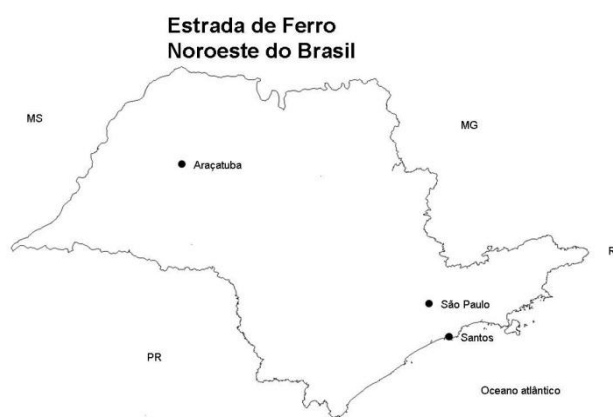 Estrada de Ferro
Noroeste do Brasil
MS
MG
Araçatuba
R
São Paulo
Santos
PR
Oceano atlântico